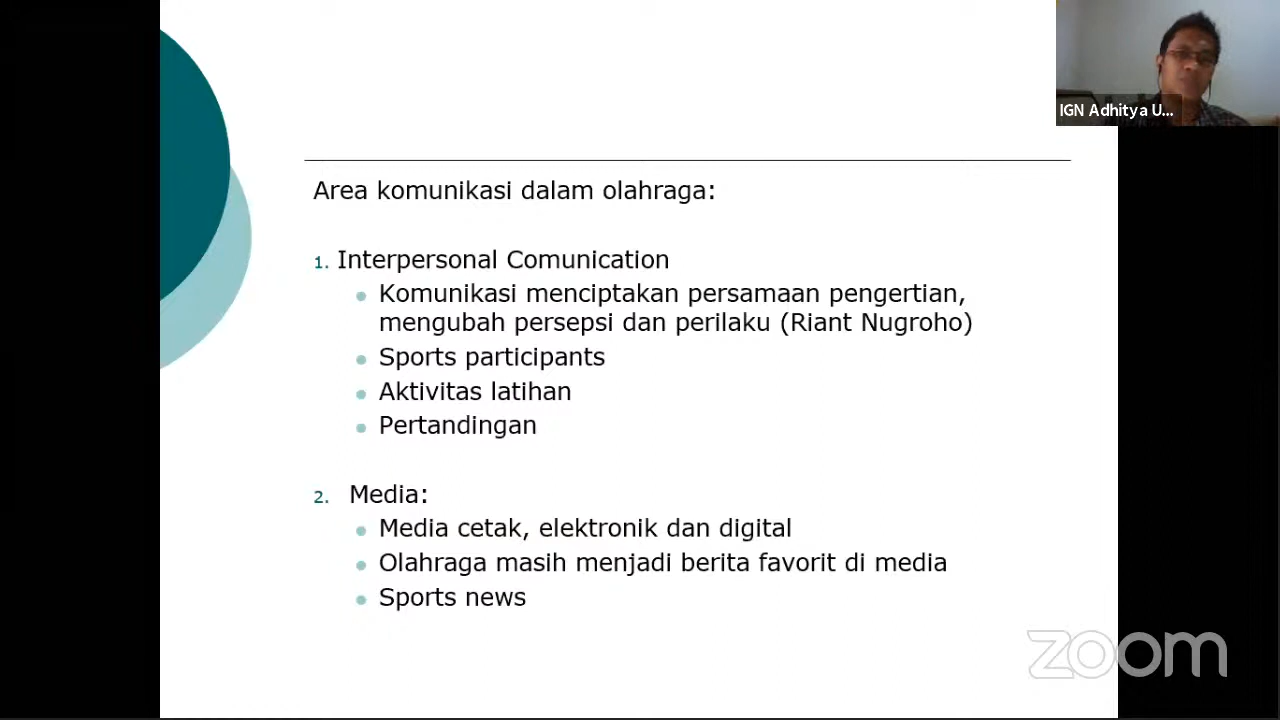 IGN Adhitya U...
Area komunikasi dalam olahraga:
1. Interpersonal Comunication
Komunikasi menciptakan persamaan pengertian,
mengubah persepsi dan perilaku (Riant Nugroho)
Sports participants
Aktivitas latihan
Pertandingan
2. Media:
Media cetak, elektronik dan digital
Olahraga masih menjadi berita favorit di media
Sports news
zoom